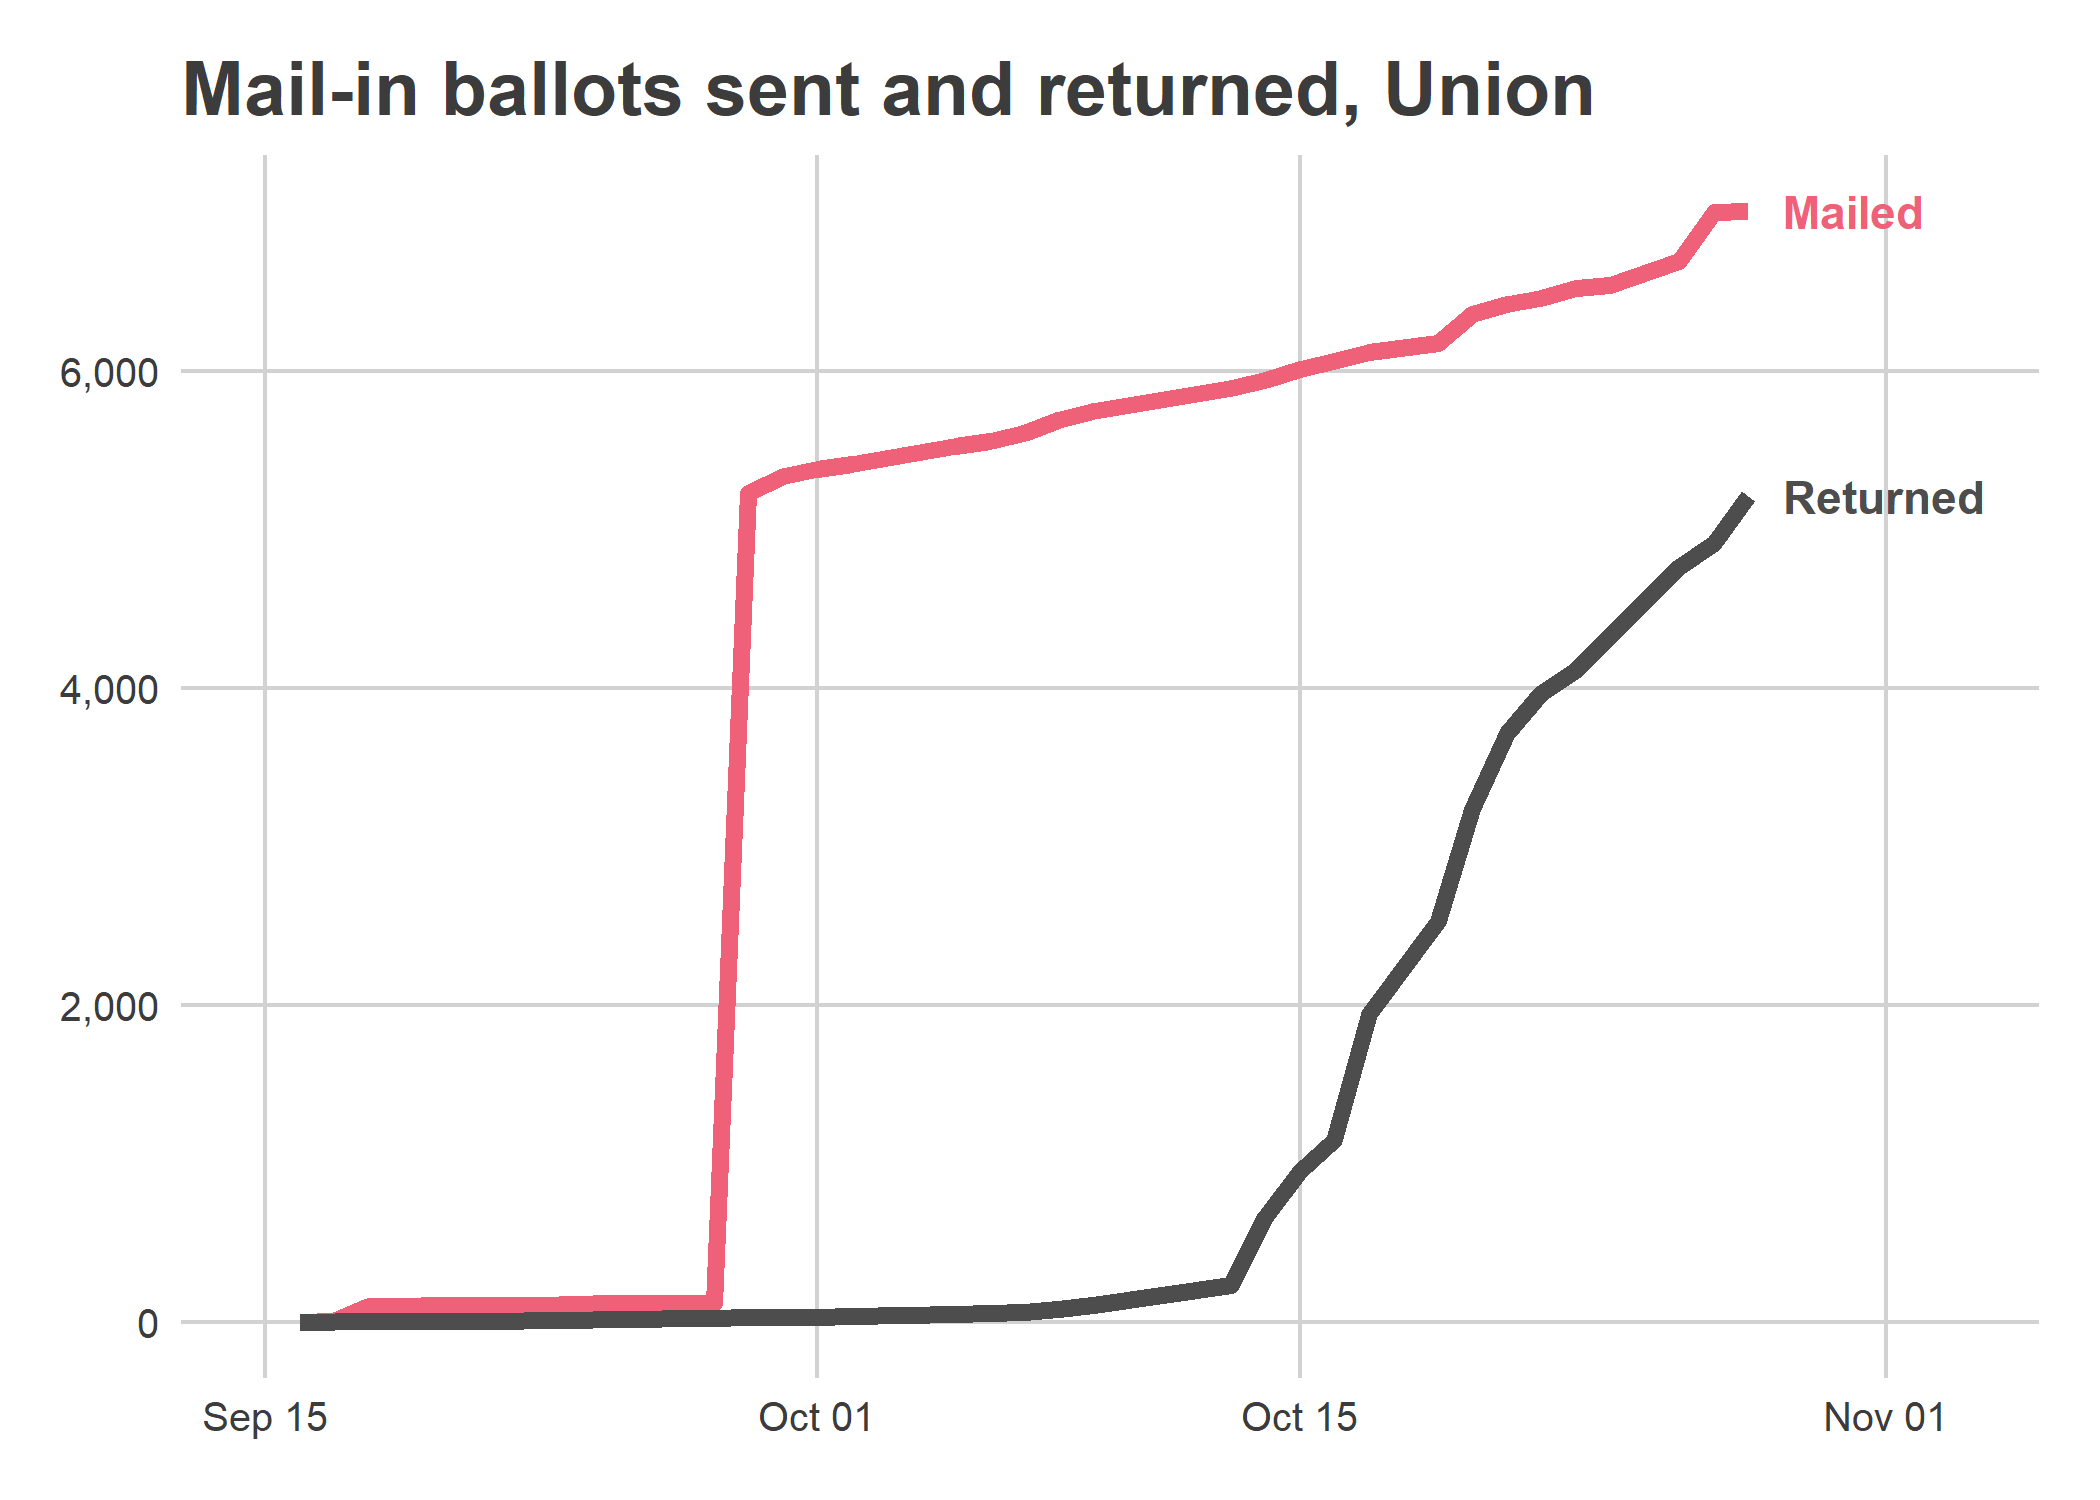 Mail-in ballots sent and returned, Union
Mailed
6,000
Returned
4,000
2,000
0
Sep 15
Oct 01
Oct 15
Nov 01